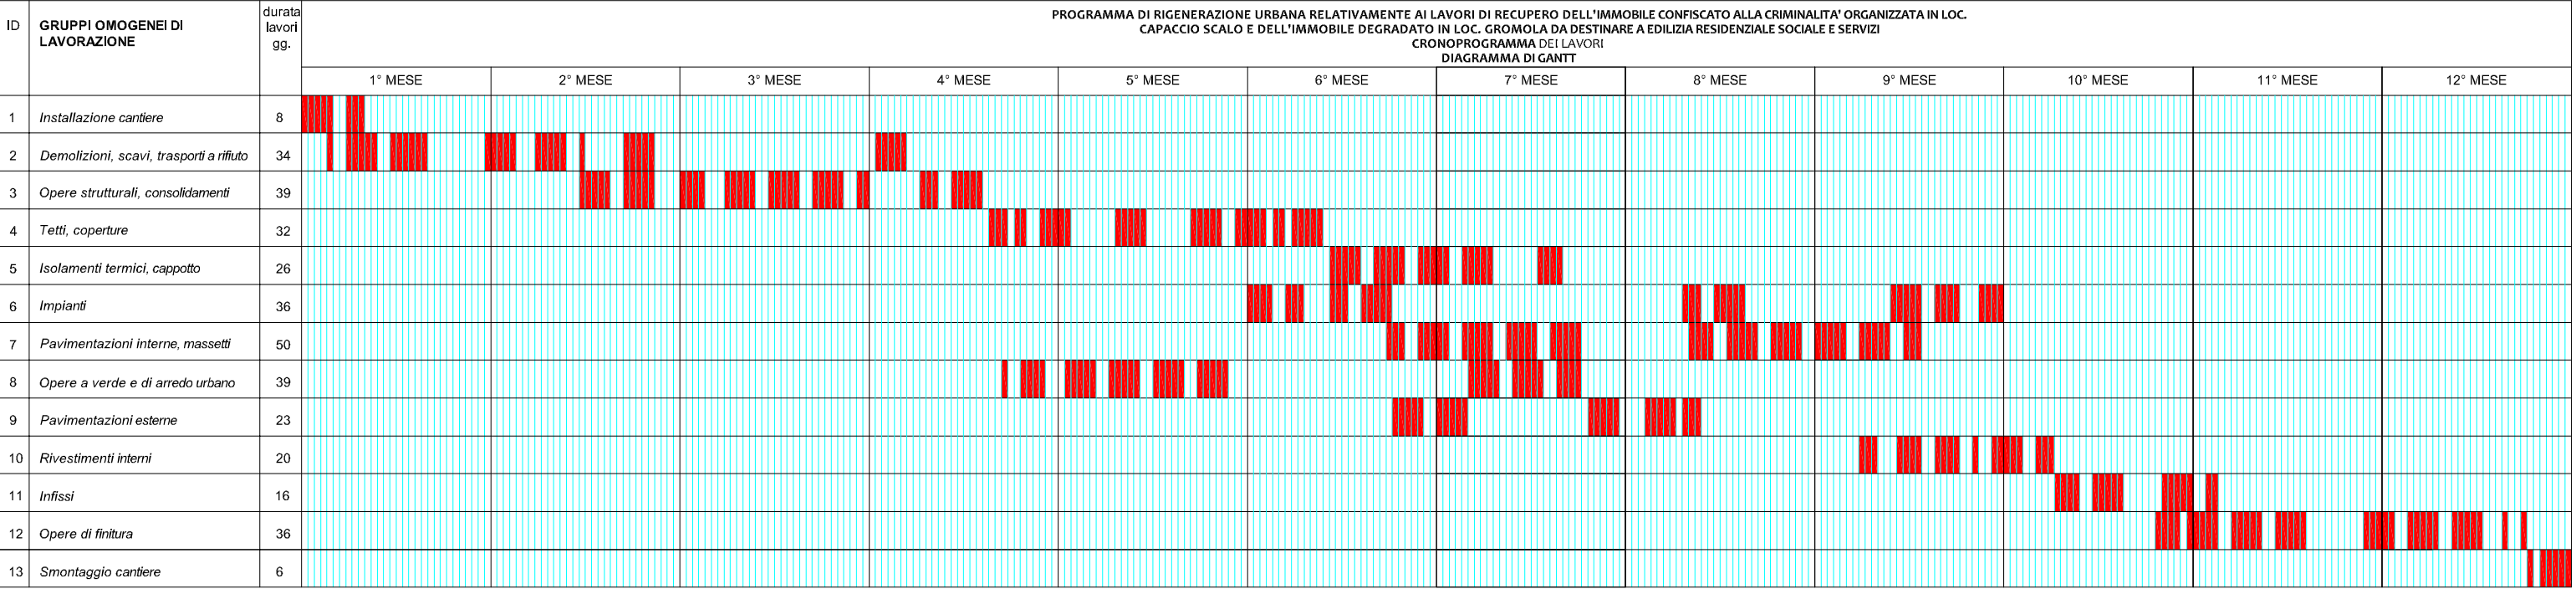 ID
GRUPPI OMOGENEI DI
LAVORAZIONE
durata
lavori
gg.
PROGRAMMA DI RIGENERAZIONE URBANA RELATIVAMENTE AI LAVORI DI RECUPERO DELL'IMMOBILE CONFISCATO ALLA CRIMINALITA' ORGANIZZATA IN LOC.
CAPACCIO SCALO E DELL'IMMOBILE DEGRADATO IN LOC. GROMOLA DA DESTINARE A EDILIZIA RESIDENZIALE SOCIALE E SERVIZI
CRONOPROGRAMMA DEI LAVORI
DIAGRAMMA DI GANTT
1° MESE 2° MESE 3° MESE 4° MESE 5° MESE 6° MESE 7° MESE 8° MESE 9° MESE 10° MESE 11° MESE 12° MESE
1 Installazione cantiere 8
2 Demolizioni, scavi, trasporti a rifiuto 34
3 Opere strutturali, consolidamenti 39
4 Tetti, coperture 32
5 Isolamenti termici, cappotto 26
6 Impianti 36
7 Pavimentazioni interne, massetti 50
8 Opere a verde e di arredo urbano 39
9 Pavimentazioni esterne 23
10 Rivestimenti interni 20
11 Infissi 16
12 Opere di finitura 36
13 Smontaggio cantiere 6